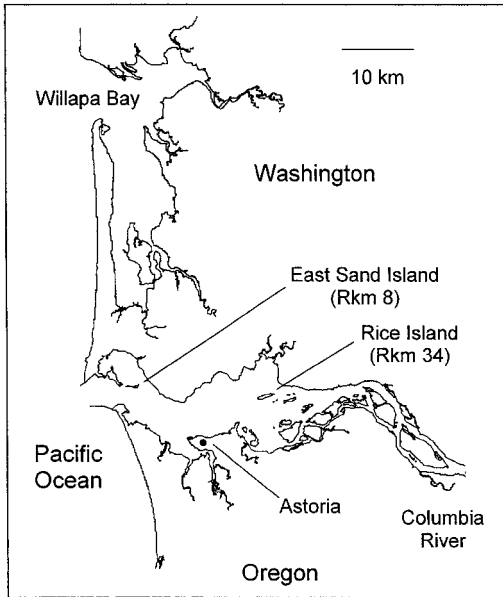 10 km
Willapa Bay
Washington
East Sand Island
(Rkm 8)
Rice Island
(Rkm 34)
Pacific
Ocean
Astoria
Columbia
River
Oregon